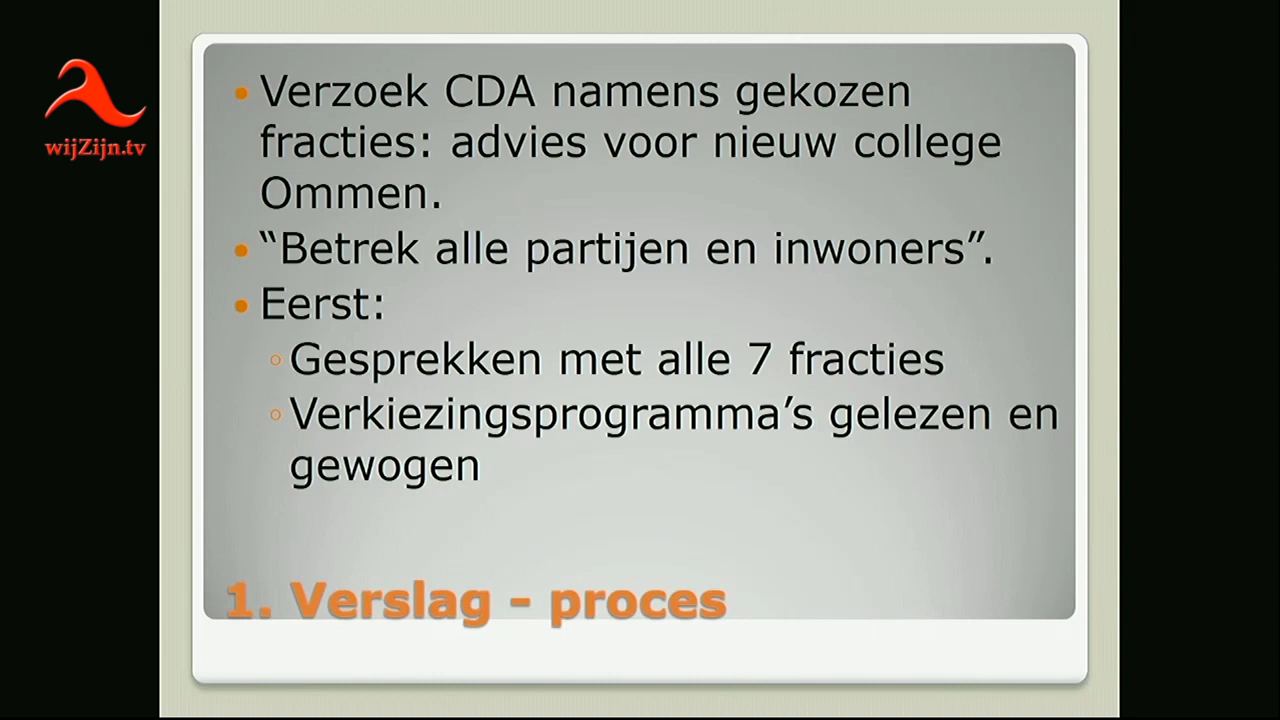 wijZijn.tv
• Verzoek CDA namens gekozen
fracties: advies voor nieuw college
Ommen.
• “Betrek alle partijen en inwoners”.
• Eerst:
◦ Gesprekken met alle 7 fracties
◦ Verkiezingsprogramma’s gelezen en
gewogen
1. Verslag - proces